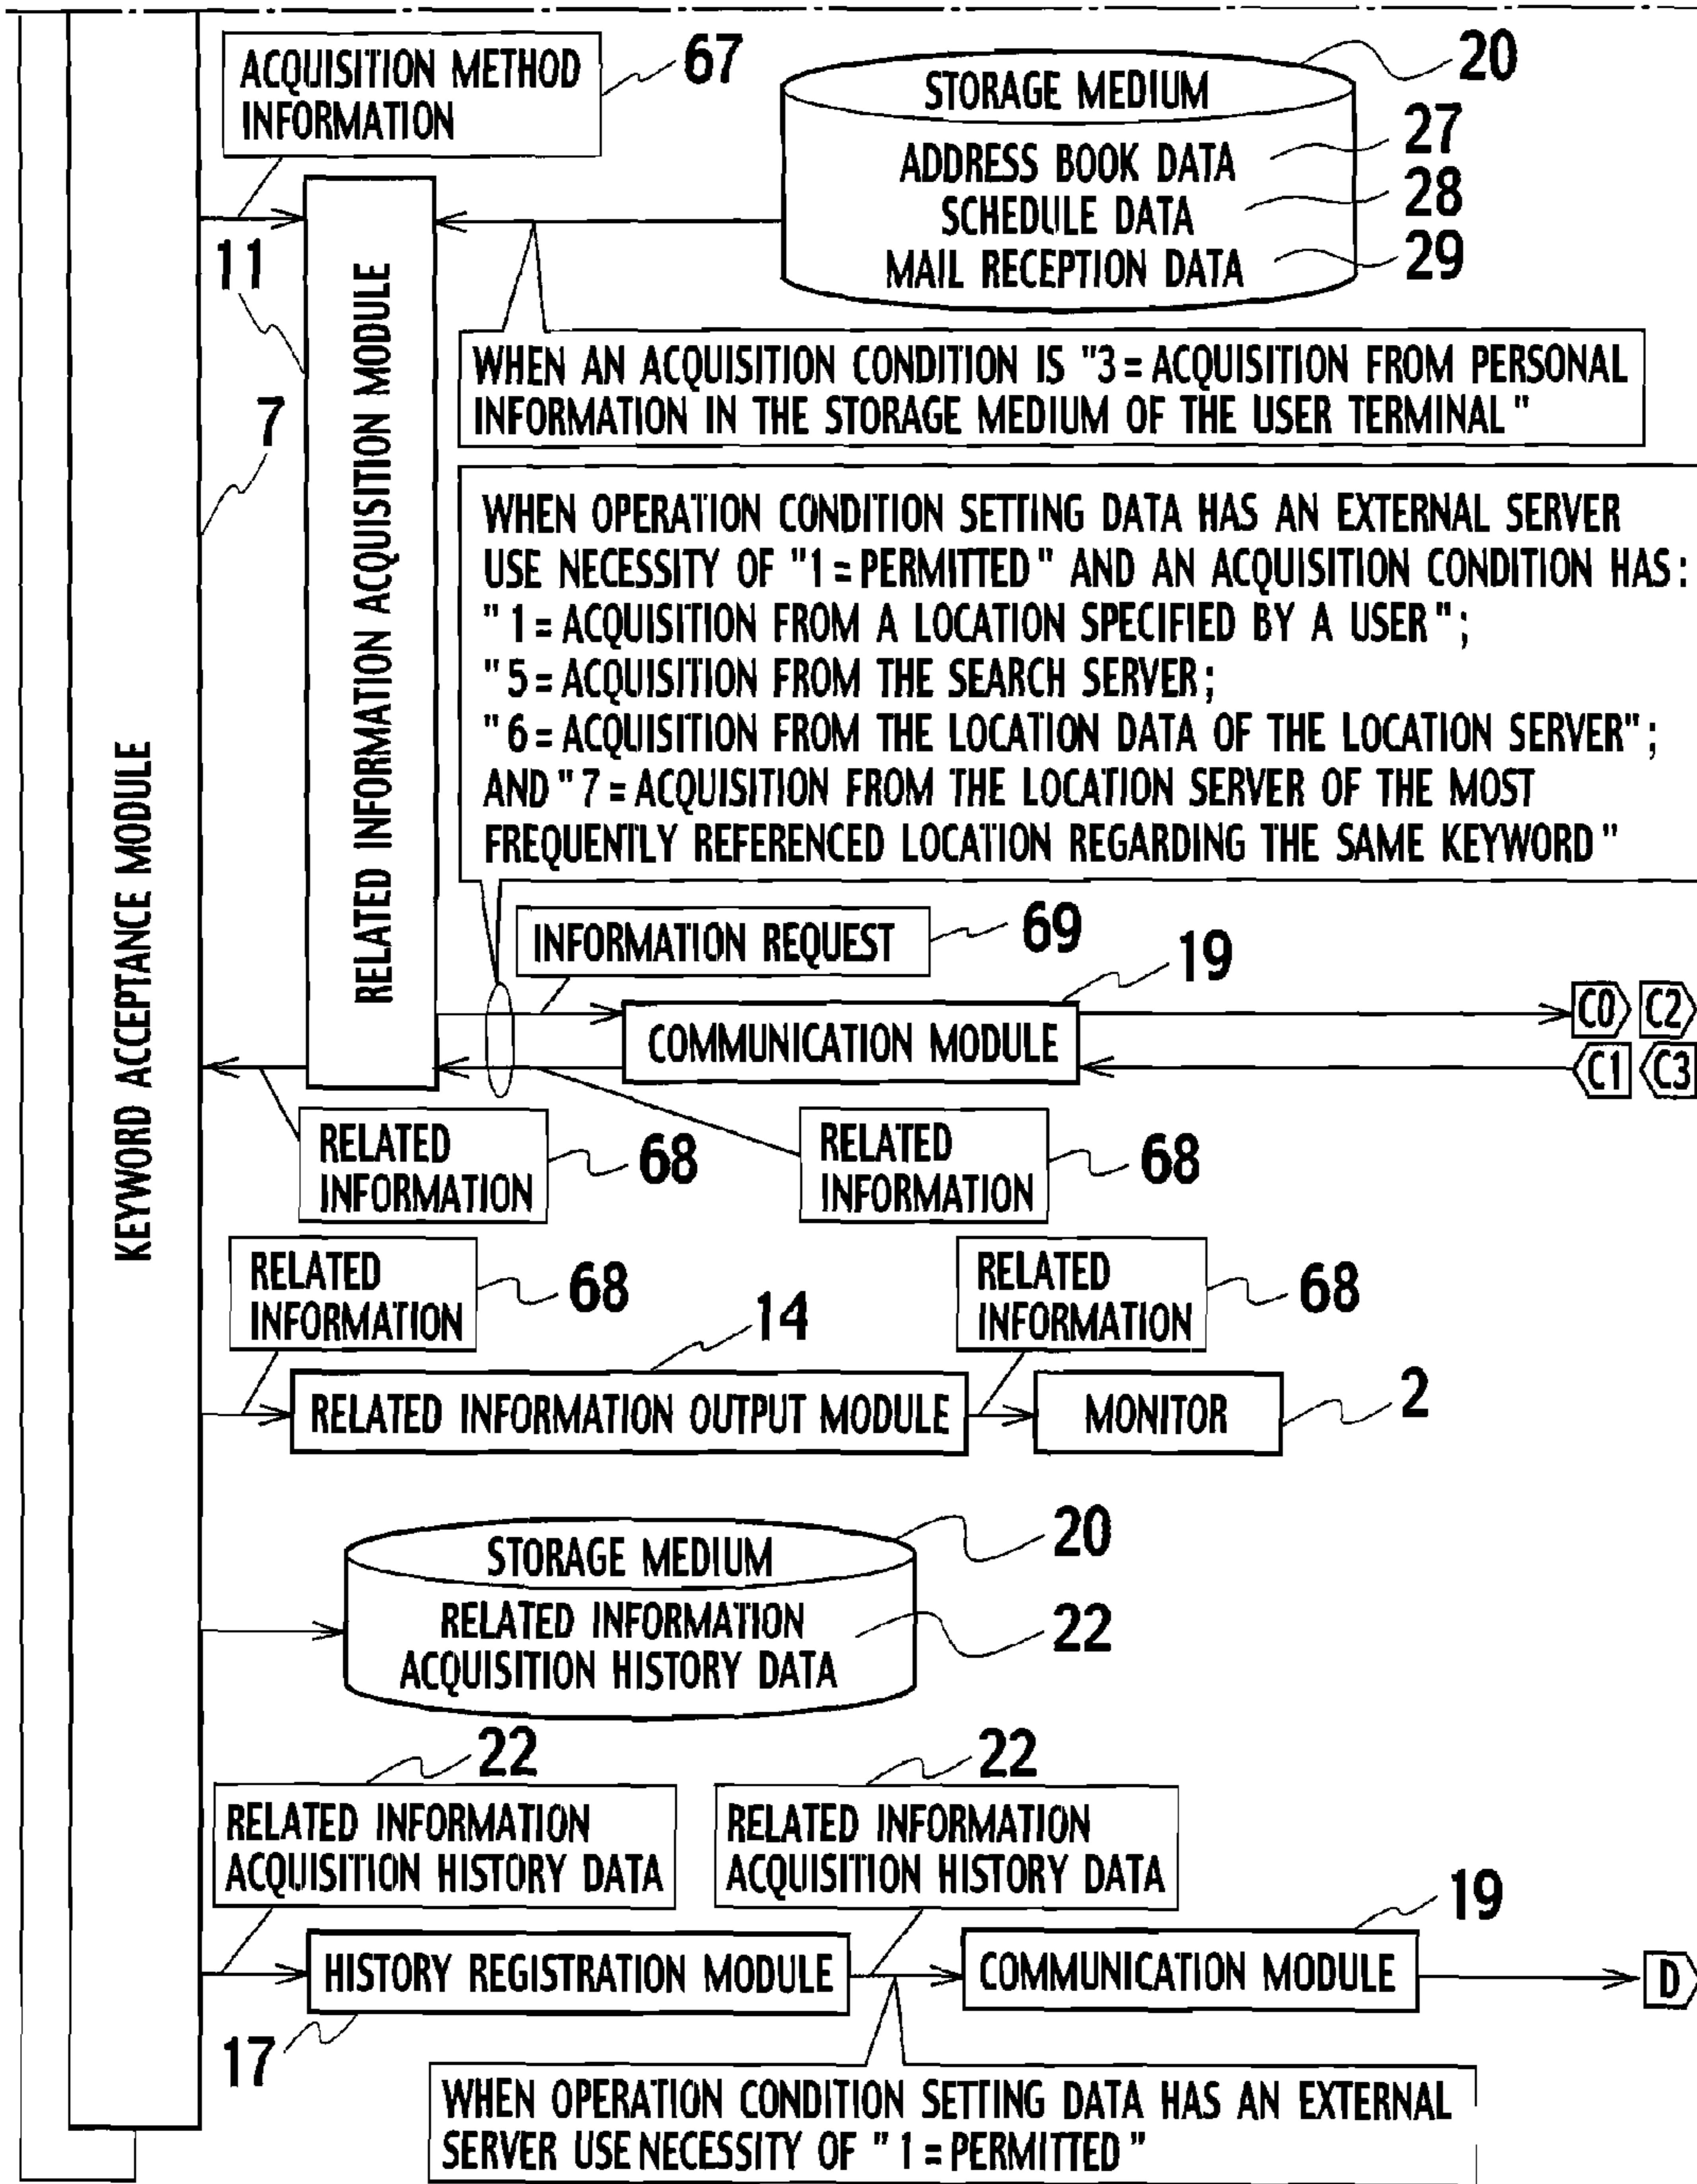 ACQUISITION METHOD
INFORMATION
67
STORAGE MEDIUM
20
ADDRESS BOOK DATA
27
SCHEDULE DATA
28
MAIL RECEPTION DATA
29
11
7
KEYWORD ACCEPTANCE MODULE
RELATED INFORMATION ACQUISITION MODULE
WHEN AN ACQUISITION CONDITION IS "3=ACQUISITION FROM PERSONAL
INFORMATION IN THE STORAGE MEDIUM OF THE USER TERMINAL"
WHEN OPERATION CONDITION SETTING DATA HAS AN EXTERNAL SERVER
USE NECESSITY OF "1=PERMITTED" AND AN ACQUISITION CONDITION HAS:
"1=ACQUISITION FROM A LOCATION SPECIFIED BY A USER";
"5=ACQUISITION FROM THE SEARCH SERVER;
"6=ACQUISITION FROM THE LOCATION DATA OF THE LOCATION SERVER";
AND "7=ACQUISITION FROM THE LOCATION SERVER OF THE MOST
FREQUENTLY REFERENCED LOCATION REGARDING THE SAME KEYWORD"
INFORMATION REQUEST
69
19
COMMUNICATION MODULE
C0
C2
C1
C3
RELATED
INFORMATION
68
RELATED
INFORMATION
68
RELATED
INFORMATION
68
RELATED
INFORMATION
68
14
RELATED INFORMATION OUTPUT MODULE
MONITOR
2
STORAGE MEDIUM
20
RELATED INFORMATION
ACQUISITION HISTORY DATA
22
22
RELATED INFORMATION
ACQUISITION HISTORY DATA
22
RELATED INFORMATION
ACQUISITION HISTORY DATA
19
HISTORY REGISTRATION MODULE
COMMUNICATION MODULE
D
17
WHEN OPERATION CONDITION SETTING DATA HAS AN EXTERNAL
SERVER USE NECESSITY OF "1=PERMITTED"